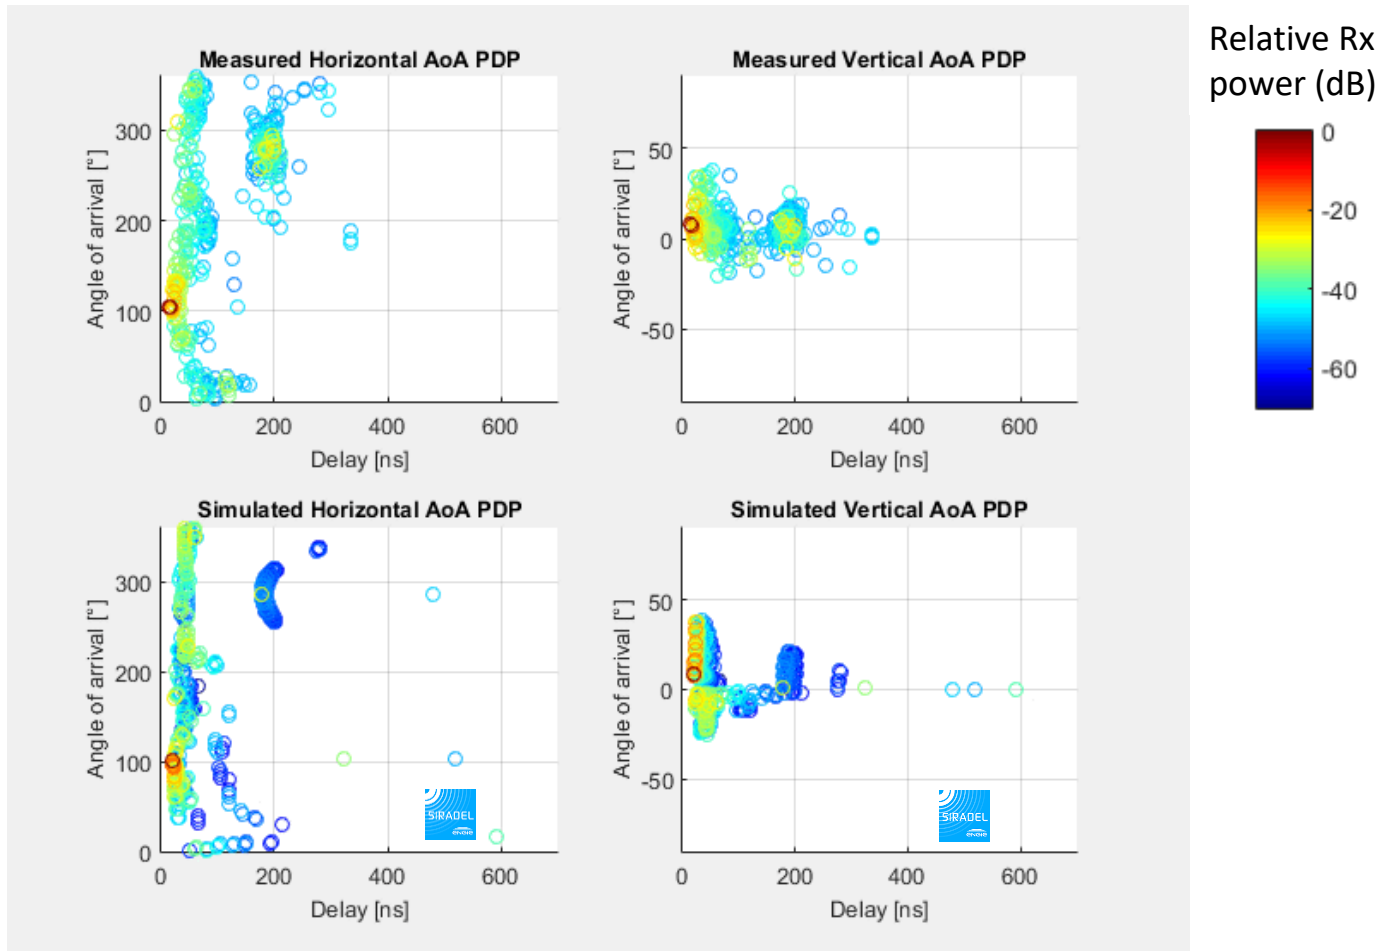 Relative Rx
power (dB)
0
-20
-40
-60
Measured Horizontal AoA PDP
Angle of arrival [°]
300
200
100
0
0 200 400 600
Delay [ns]
Measured Vertical AoA PDP
Angle of arrival [°]
50
0
-50
0 200 400 600
Delay [ns]
Simulated Horizontal AoA PDP
Angle of arrival [°]
300
200
100
0
0 200 400 600
Delay [ns]
SIRADEL
ENGIE
Simulated Vertical AoA PDP
Angle of arrival [°]
50
0
-50
0 200 400 600
Delay [ns]
SIRADEL
ENGIE